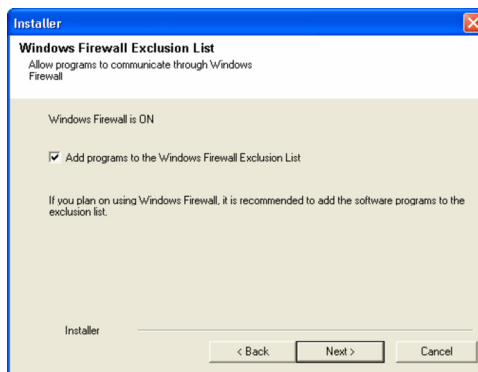 Installer
Windows Firewall Exclusion List
Allow programs to communicate through Windows
Firewall
Windows Firewall is ON
Add programs to the Windows Firewall Exclusion List
If you plan on using Windows Firewall, it is recommended to add the software programs to the
exclusion list.
Installer
< Back
Next >
Cancel